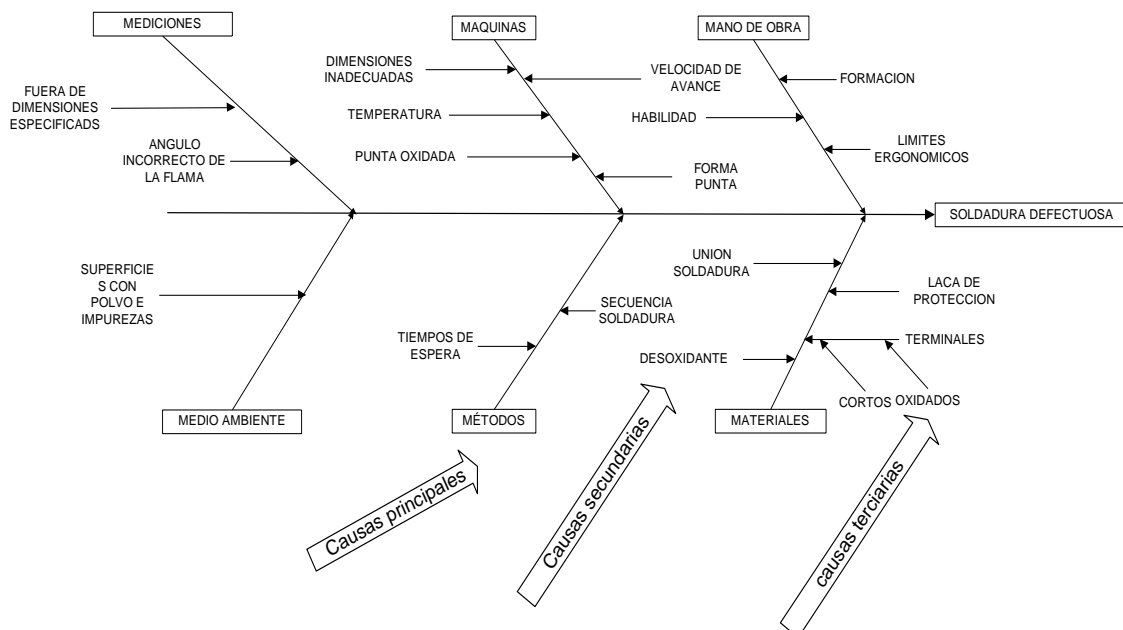 MEDICIONES
MAQUINAS
MANO DE OBRA
DIMENSIONES
INADECUADAS
VELOCIDAD DE
AVANCE
FORMACION
FUERA DE
DIMENSIONES
ESPECIFICADS
TEMPERATURA
HABILIDAD
ANGULO
INCORRECTO DE
LA FLAMA
PUNTA OXIDADA
LIMITES
ERGONOMICOS
FORMA
PUNTA
SOLDADURA DEFECTUOSA
SUPERFICIE
S CON
POLVO E
IMPUREZAS
UNION
SOLDADURA
LACA DE
PROTECCION
SECUENCIA
SOLDADURA
TIEMPOS DE
ESPERA
TERMINALES
DESOXIDANTE
CORTOS
OXIDADOS
MEDIO AMBIENTE
MÉTODOS
MATERIALES
Causas principales
Causas secundarias
causas terciarias